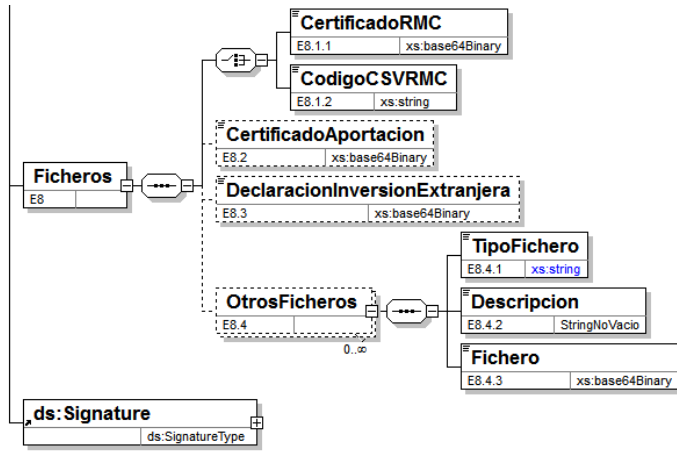 CertificadoRMC
E8.1.1 xs:base64Binary
CodigoCSVRMC
E8.1.2 xs:string
CertificadoAportacion
E8.2 xs:base64Binary
Ficheros
E8
DeclaracionInversionExtranjera
E8.3 xs:base64Binary
OtrosFicheros
E8.4
0..∞
TipoFichero
E8.4.1 xs:string
Descripcion
E8.4.2 StringNoVacio
Fichero
E8.4.3 xs:base64Binary
ds:Signature
ds:SignatureType